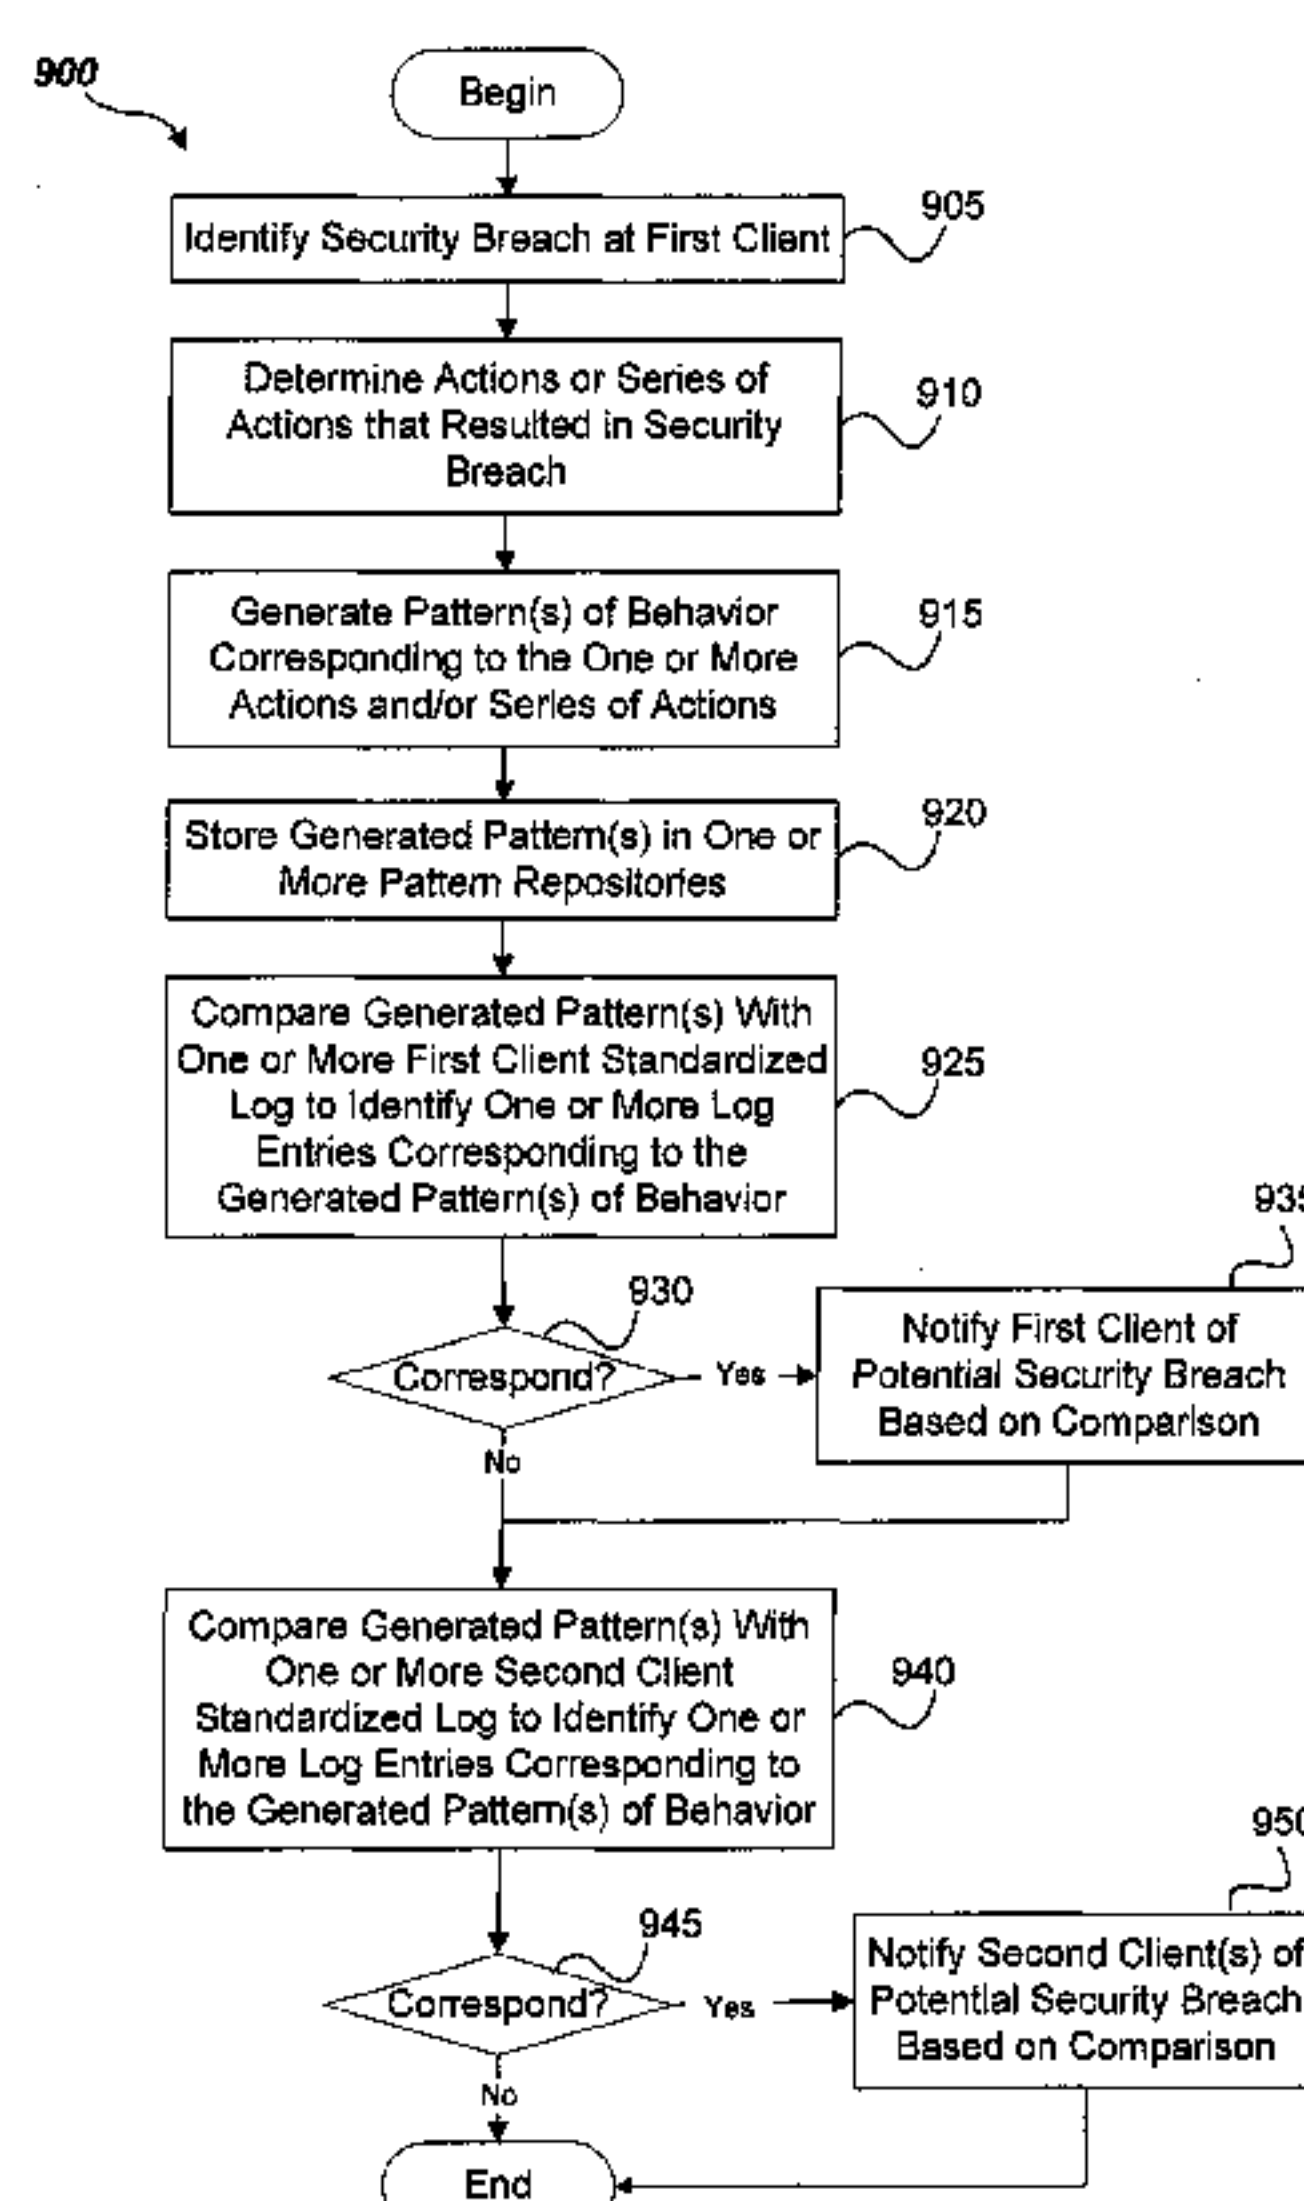 900
Begin
Identify Security Breach at First Client
905
Determine Actions or Series of
Actions that Resulted in Security
Breach
910
Generate Pattern(s) of Behavior
Corresponding to the One or More
Actions and/or Series of Actions
915
Store Generated Pattern(s) in One or
More Pattern Repositories
920
Compare Generated Pattern(s) With
One or More First Client Standardized
Log to Identify One or More Log
Entries Corresponding to the
Generated Pattern(s) of Behavior
925
930
Correspond?
Yes
No
935
Notify First Client of
Potential Security Breach
Based on Comparison
Compare Generated Pattern(s) With
One or More Second Client
Standardized Log to Identify One or
More Log Entries Corresponding to
the Generated Pattern(s) of Behavior
940
945
Correspond?
Yes
No
950
Notify Second Client(s) of
Potential Security Breach
Based on Comparison
End